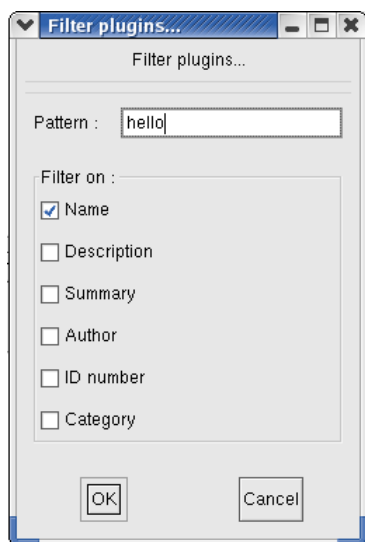 Filter plugins...
Filter plugins...
Pattern : hello
Filter on :
Name
Description
Summary
Author
ID number
Category
OK Cancel